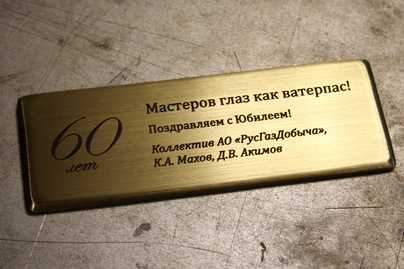 60
лет
Мастеров глаз как ватерпас!
Поздравляем с Юбилеем!
Коллектив АО «РусГазДобыча»,
К.А. Махов, Д.В. Акимов